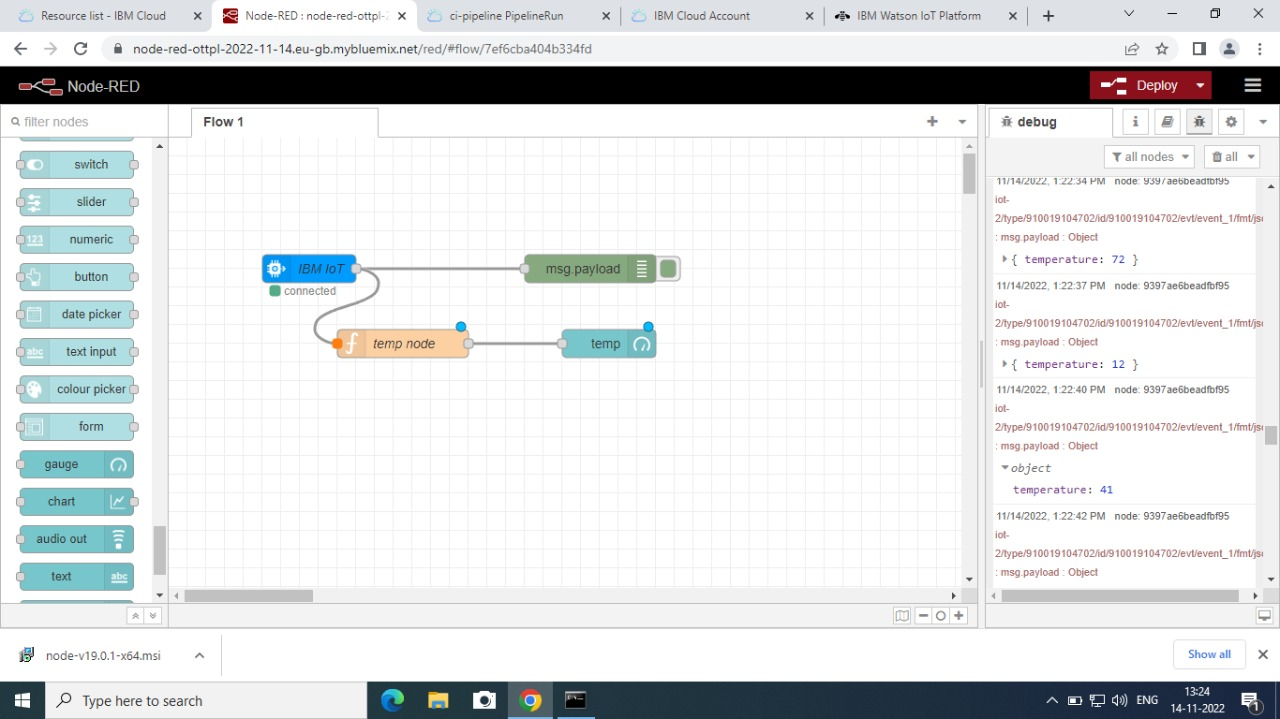 Resource list - IBM Cloud
Node-RED : node-red-ottpl-2
ci-pipeline PipelineRun
IBM Cloud Account
IBM Watson IoT Platform
node-red-ottpl-2022-11-14.eu-gb.mybluemix.net/red/#flow/7ef6cba404b334fd
Node-RED
Deploy
filter nodes
Flow 1
debug
i
all nodes
all
switch
slider
123 numeric
button
date picker
abc text input
colour picker
form
gauge
chart
audio out
text abc
IBM IoT
connected
msg.payload
f temp node
temp
11/14/2022, 1:22:34 PM node: 9397ae6beadfbf95
iot-
2/type/910019104702/id/910019104702/evt/event_1/fmt/jso
: msg.payload : Object
{ temperature: 72 }
11/14/2022, 1:22:37 PM node: 9397ae6beadfbf95
iot-
2/type/910019104702/id/910019104702/evt/event_1/fmt/jso
: msg.payload : Object
{ temperature: 12 }
11/14/2022, 1:22:40 PM node: 9397ae6beadfbf95
iot-
2/type/910019104702/id/910019104702/evt/event_1/fmt/jso
: msg.payload : Object
object
temperature: 41
11/14/2022, 1:22:42 PM node: 9397ae6beadfbf95
iot-
2/type/910019104702/id/910019104702/evt/event_1/fmt/jso
: msg.payload : Object
node-v19.0.1-x64.msi
Show all
Type here to search
ENG
13:24
14-11-2022
1